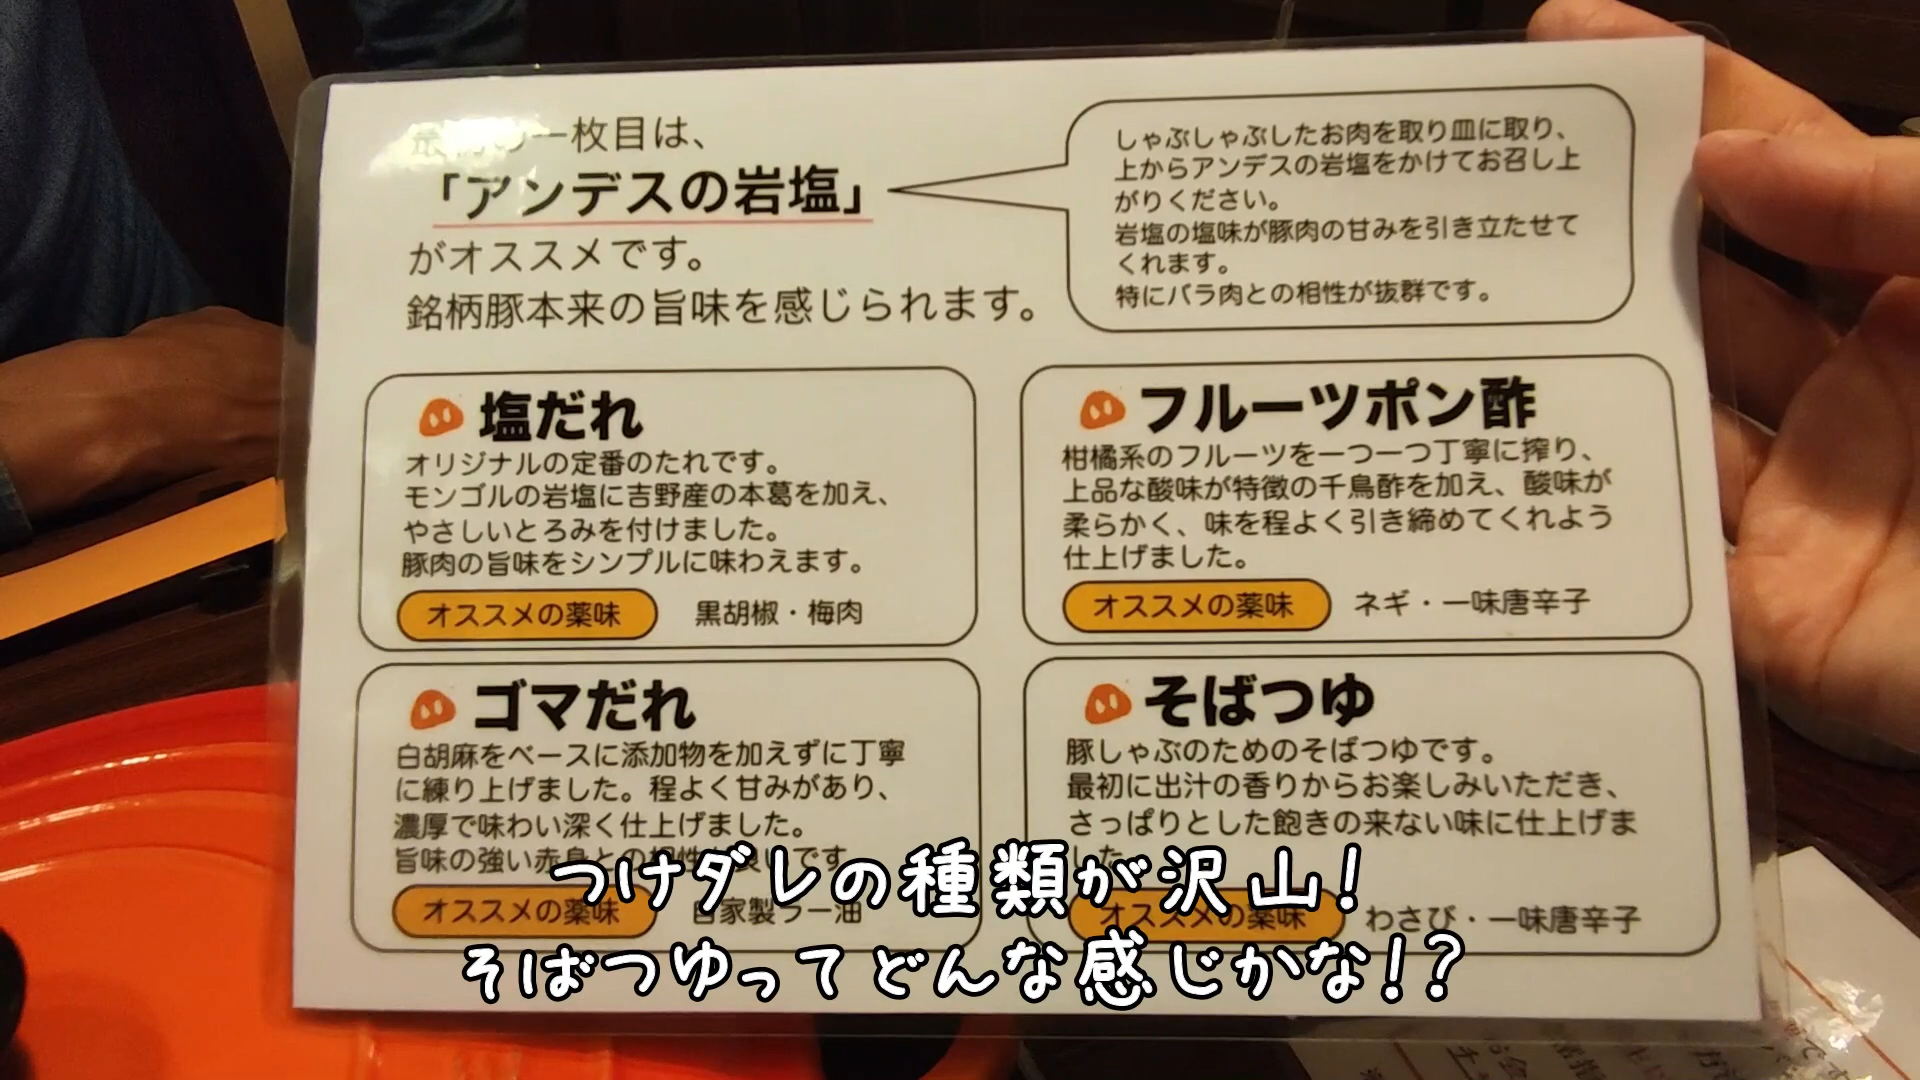 一枚目は、
「アンデスの岩塩」
がオススメです。
銘柄豚本来の旨味を感じられます。
しゃぶしゃぶしたお肉を取り皿に取り、
上からアンデスの岩塩をかけてお召し上
がりください。
岩塩の塩味が豚肉の甘みを引き立たせて
くれます。
特にバラ肉との相性が抜群です。
塩だれ
オリジナルの定番のたれです。
モンゴルの岩塩に吉野産の本葛を加え、
やさしいとろみを付けました。
豚肉の旨味をシンプルに味わえます。
オススメの薬味 黒胡椒・梅肉
フルーツポン酢
柑橘系のフルーツを一つ一つ丁寧に搾り、
上品な酸味が特徴の千鳥酢を加え、酸味が
柔らかく、味を程よく引き締めてくれよう
仕上げました。
オススメの薬味 ネギ・一味唐辛子
ゴマだれ
白胡麻をベースに添加物を加えずに丁寧
に練り上げました。程よく甘みがあり、
濃厚で味わい深く仕上げました。
旨味の強い赤身との相性も良いです
オススメの薬味 自家製ラー油
そばつゆ
豚しゃぶのためのそばつゆです。
最初に出汁の香りからお楽しみいただき、
さっぱりとした飽きの来ない味に仕上げま
した。
オススメの薬味 わさび・一味唐辛子
つけダレの種類が沢山!
そばつゆってどんな感じかな!?